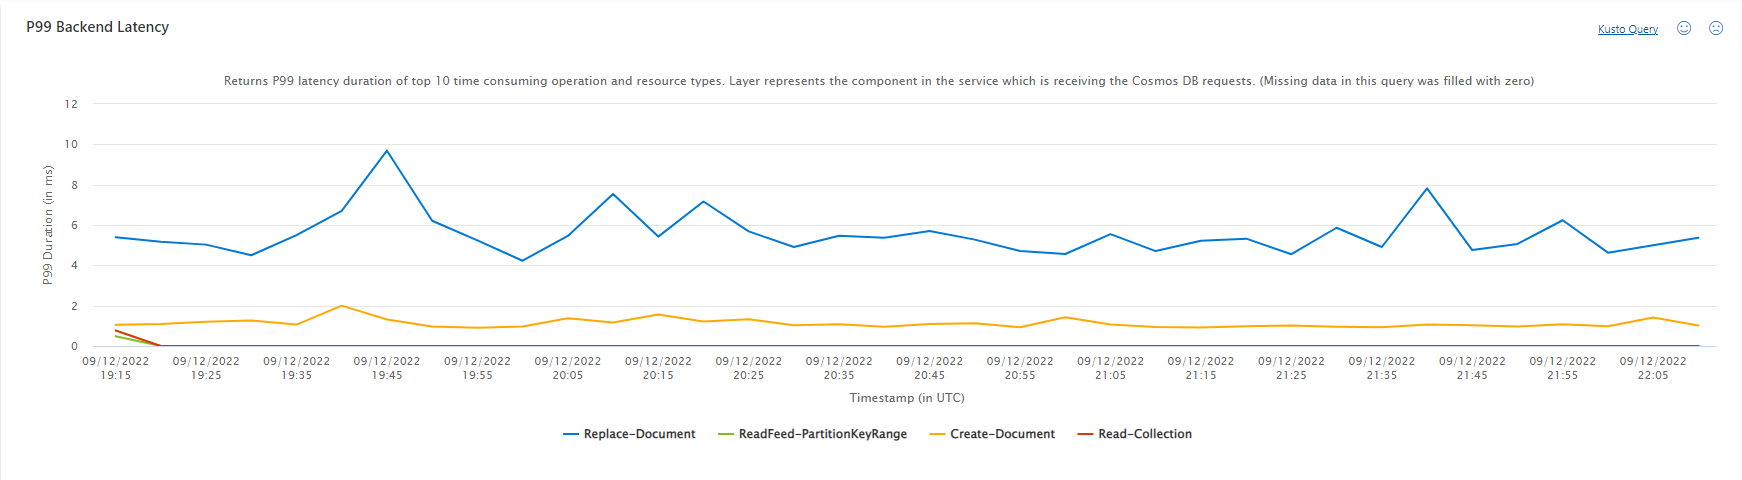 P99 Backend Latency
Kusto Query
Returns P99 latency duration of top 10 time consuming operation and resource types. Layer represents the component in the service which is receiving the Cosmos DB requests. (Missing data in this query was filled with zero)
P99 Duration (in ms)
12
10
8
6
4
2
0
09/12/2022 09/12/2022 09/12/2022 09/12/2022 09/12/2022 09/12/2022 09/12/2022 09/12/2022 09/12/2022 09/12/2022 09/12/2022 09/12/2022 09/12/2022 09/12/2022 09/12/2022 09/12/2022 09/12/2022 09/12/2022
19:15 19:25 19:35 19:45 19:55 20:05 20:15 20:25 20:35 20:45 20:55 21:05 21:15 21:25 21:35 21:45 21:55 22:05
Timestamp (in UTC)
Replace-Document ReadFeed-PartitionKeyRange Create-Document Read-Collection